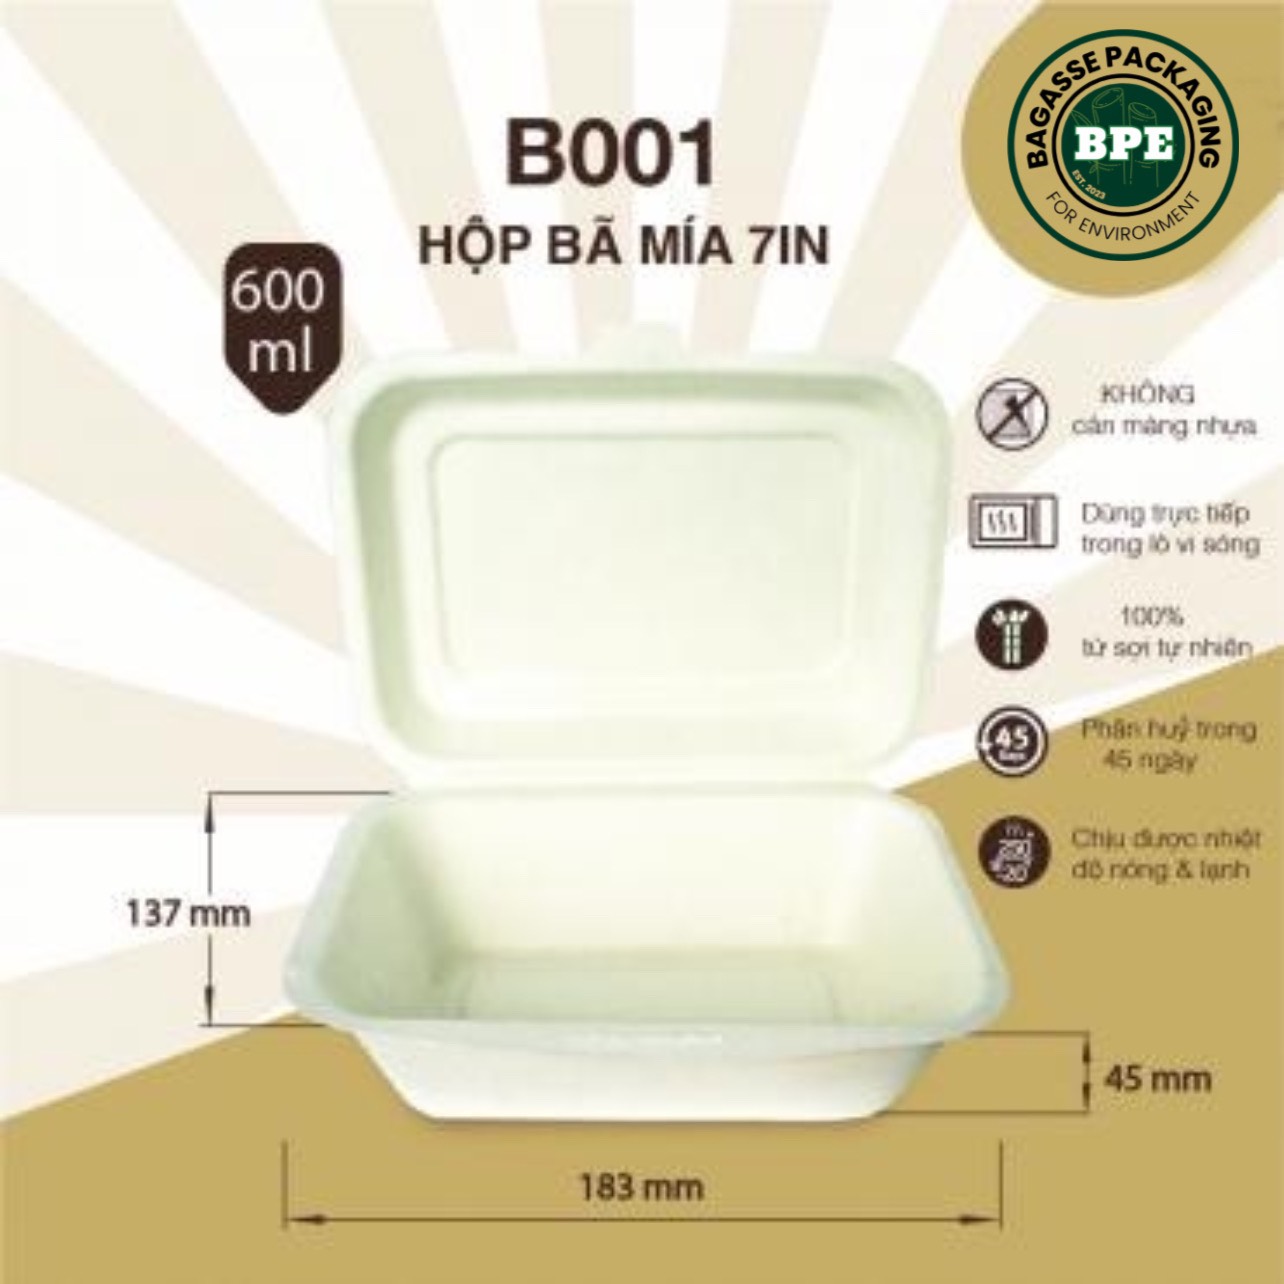 BAGASSE PACKAGING
BPE
EST. 2023
FOR ENVIRONMENT
B001
HỘP BÃ MÍA 7IN
600
ml
KHÔNG
cán màng nhựa
Dùng trực tiếp
trong lò vi sóng
100%
từ sợi tự nhiên
45
Phân huỷ trong
45 ngày
Chịu được nhiệt
độ nóng & lạnh
137 mm
45 mm
183 mm